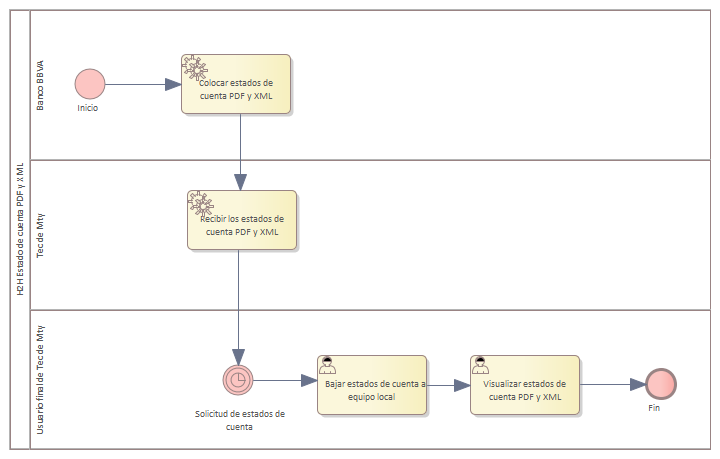 H2H Estado de cuenta PDF y XML
Banco BBVA
Inicio
Colocar estados de
cuenta PDF y XML
Tec de Mty
Recibir los estados de
cuenta PDF y XML
Usuario final de Tec de Mty
Solicitud de estados de
cuenta
Bajar estados de cuenta a
equipo local
Visualizar estados de
cuenta PDF y XML
Fin